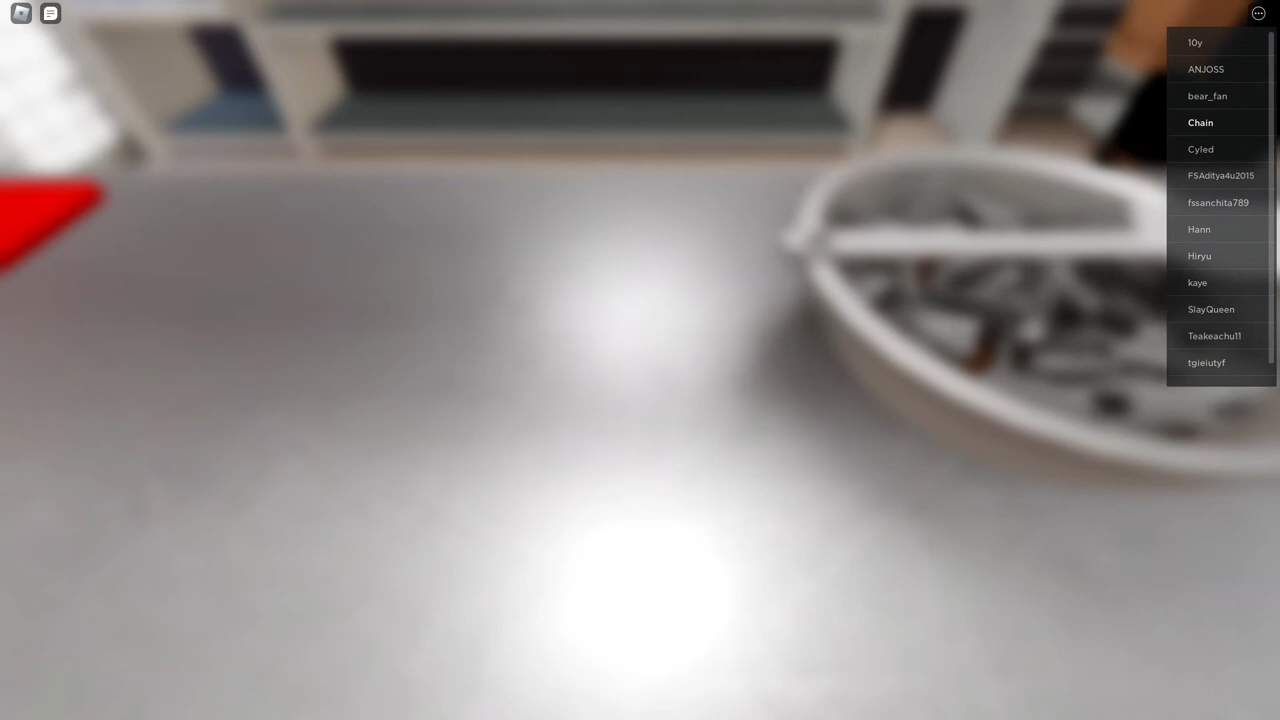 10y
ANJOSS
bear_fan
Chain
Cyled
FSAditya4u2015
fssanchita789
Hann
Hiryu
kaye
SlayQueen
Teakeachu11
tgieiutyf